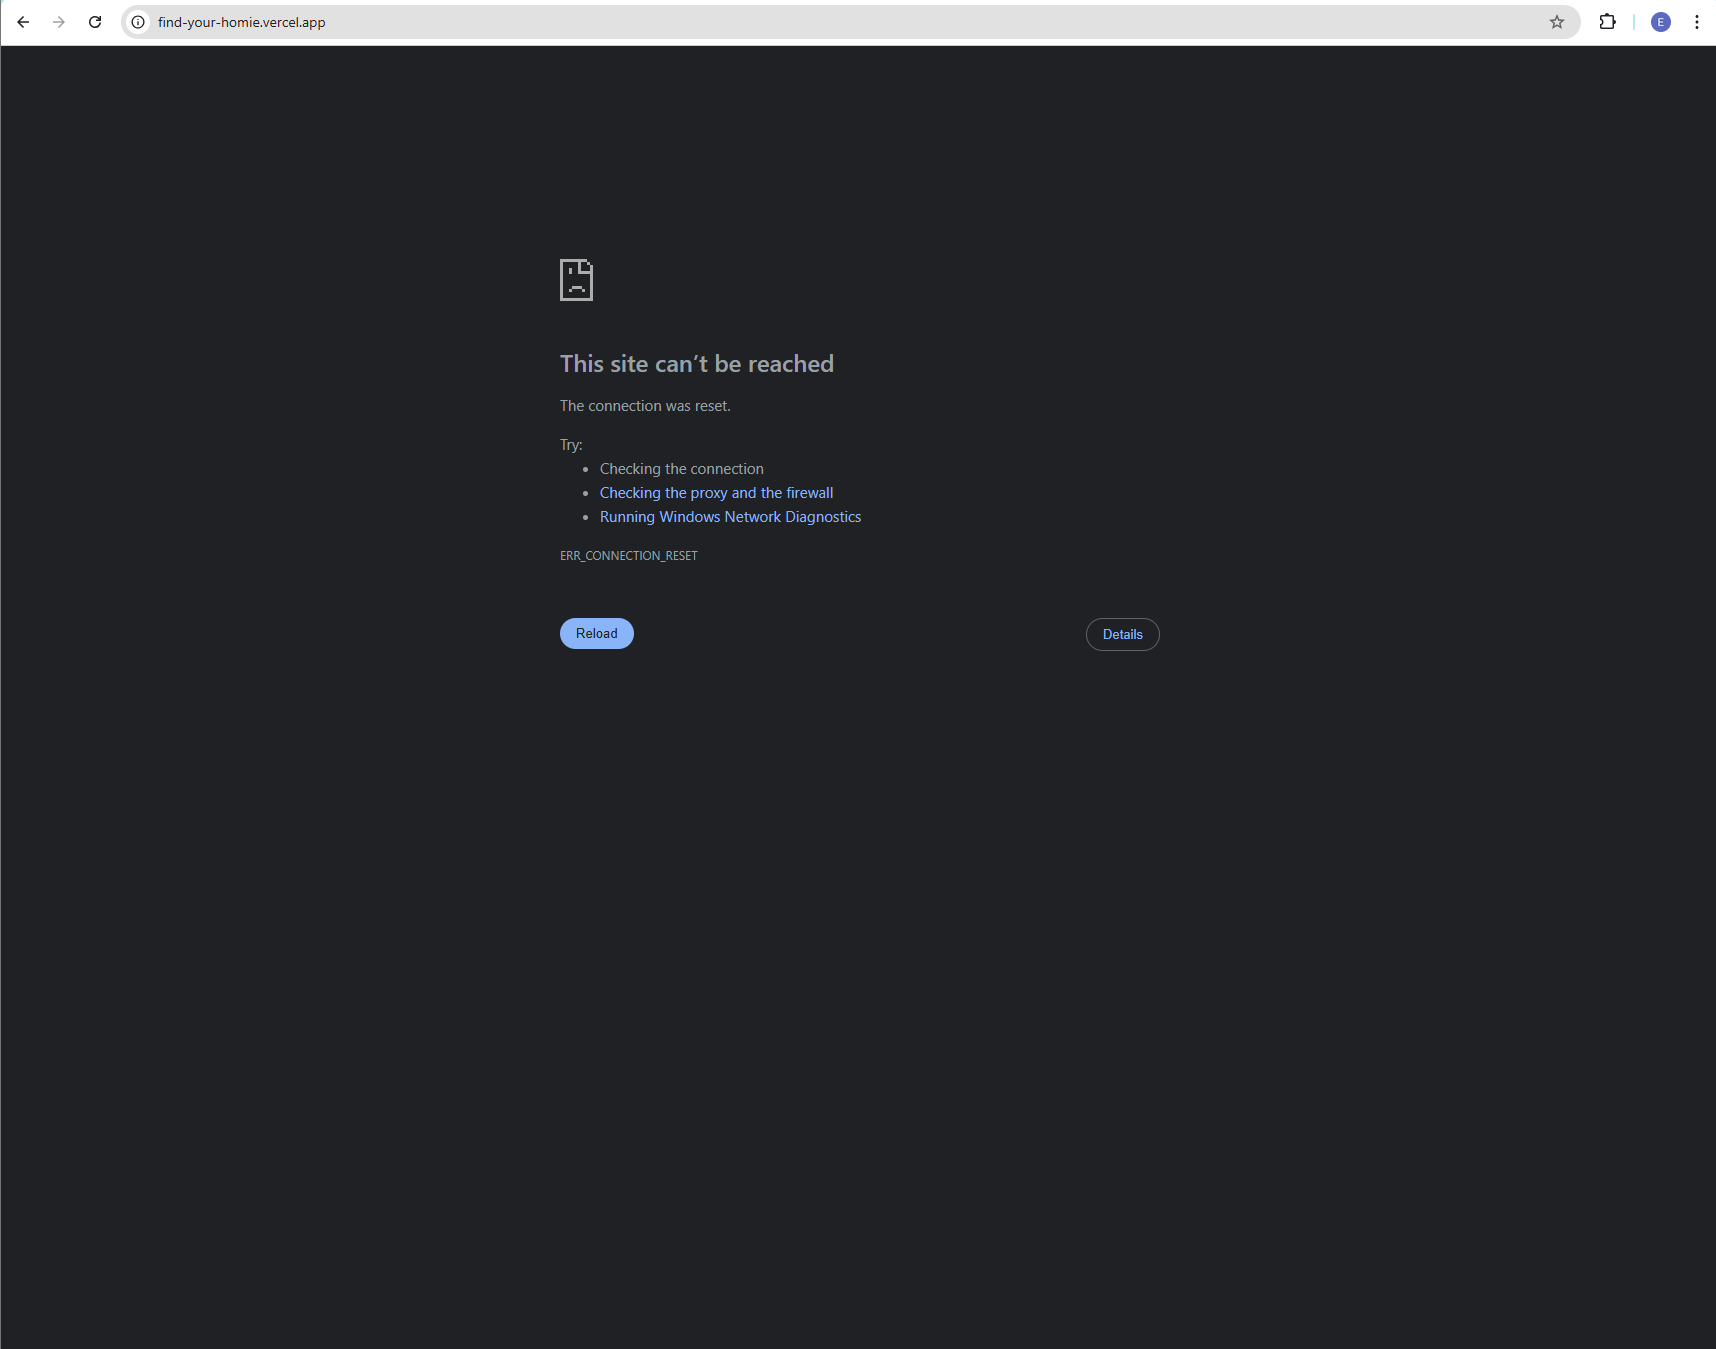 find-your-homie.vercel.app
E
This site can’t be reached
The connection was reset.
Try:
Checking the connection
Checking the proxy and the firewall
Running Windows Network Diagnostics
ERR_CONNECTION_RESET
Reload
Details